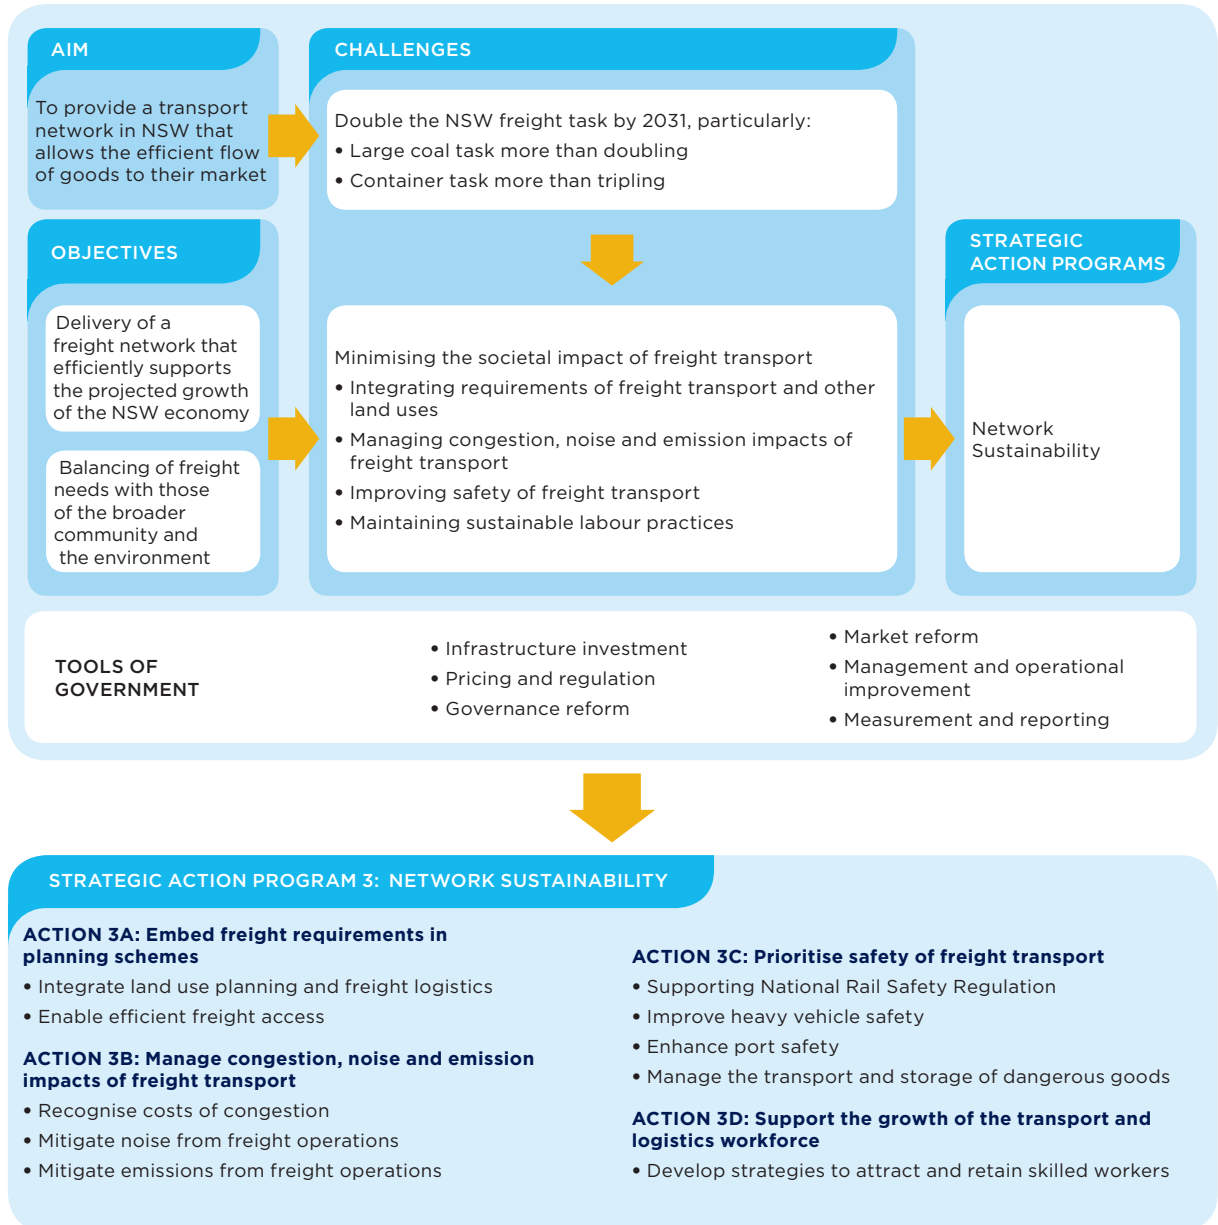 AIM
To provide a transport
network in NSW that
allows the efficient flow
of goods to their market
CHALLENGES
Double the NSW freight task by 2031, particularly:
• Large coal task more than doubling
• Container task more than tripling
OBJECTIVES
Delivery of a
freight network that
efficiently supports
the projected growth
of the NSW economy
Balancing of freight
needs with those
of the broader
community and
the environment
Minimising the societal impact of freight transport
• Integrating requirements of freight transport and other
land uses
• Managing congestion, noise and emission impacts of
freight transport
• Improving safety of freight transport
• Maintaining sustainable labour practices
STRATEGIC
ACTION PROGRAMS
Network
Sustainability
TOOLS OF
GOVERNMENT
• Infrastructure investment
• Pricing and regulation
• Governance reform
• Market reform
• Management and operational
improvement
• Measurement and reporting
STRATEGIC ACTION PROGRAM 3: NETWORK SUSTAINABILITY
ACTION 3A: Embed freight requirements in
planning schemes
• Integrate land use planning and freight logistics
• Enable efficient freight access
ACTION 3B: Manage congestion, noise and emission
impacts of freight transport
• Recognise costs of congestion
• Mitigate noise from freight operations
• Mitigate emissions from freight operations
ACTION 3C: Prioritise safety of freight transport
• Supporting National Rail Safety Regulation
• Improve heavy vehicle safety
• Enhance port safety
• Manage the transport and storage of dangerous goods
ACTION 3D: Support the growth of the transport and
logistics workforce
• Develop strategies to attract and retain skilled workers